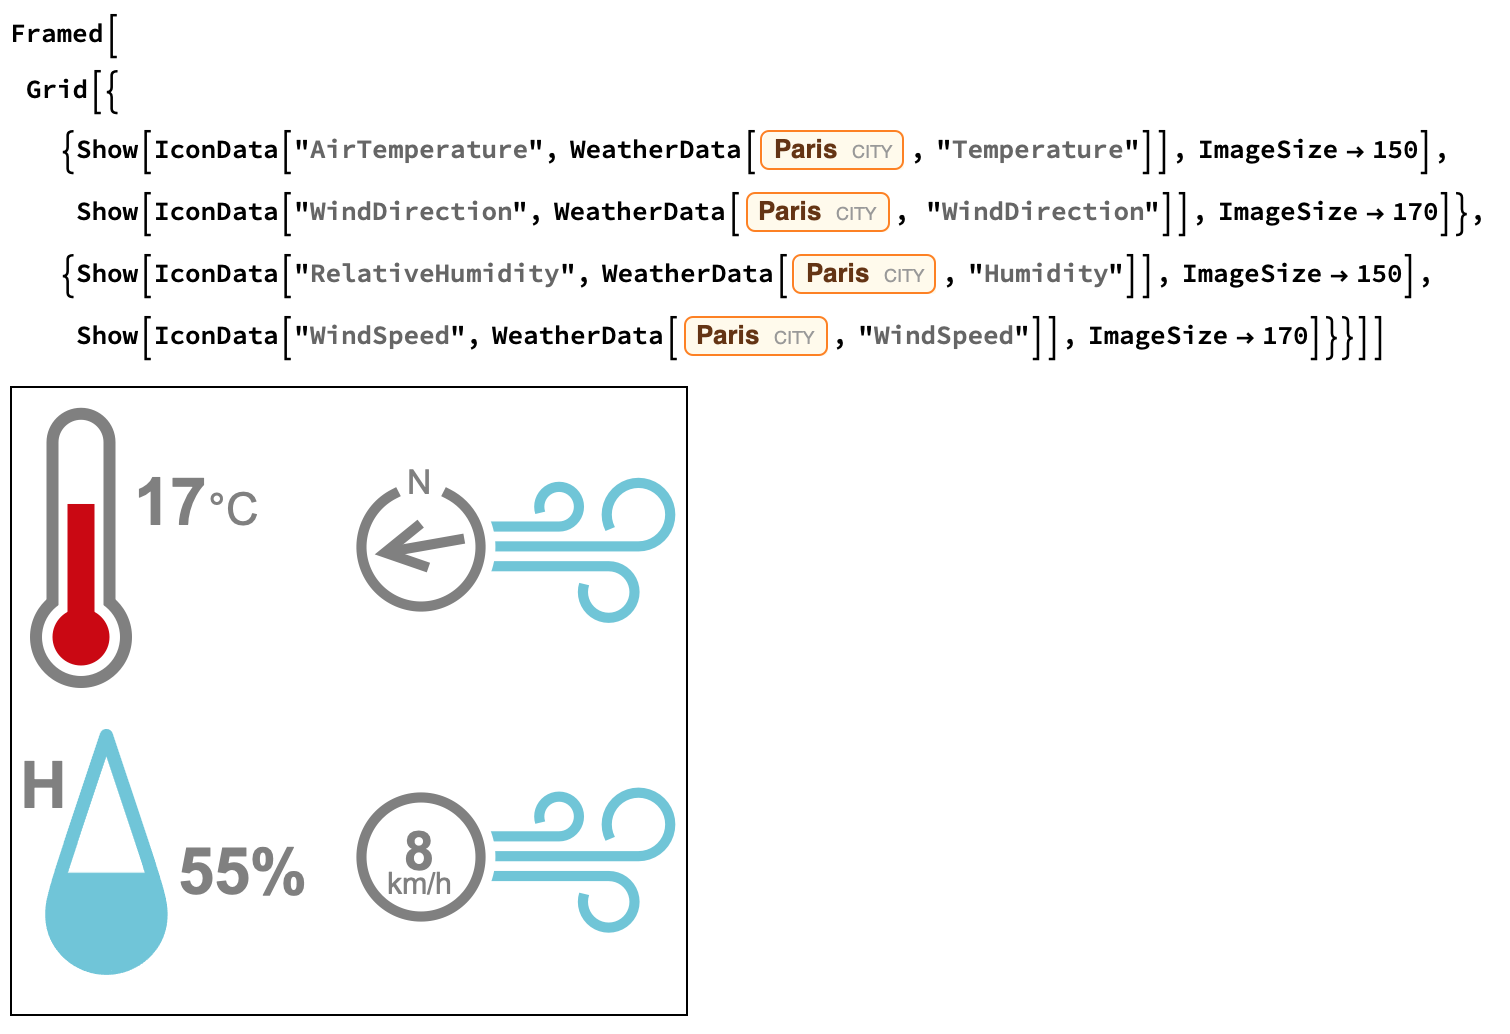 Framed[
Grid[{
{Show[IconData["AirTemperature", WeatherData[Paris CITY, "Temperature"]], ImageSize → 150],
Show[IconData["WindDirection", WeatherData[Paris CITY, "WindDirection"]], ImageSize → 170]},
{Show[IconData["RelativeHumidity", WeatherData[Paris CITY, "Humidity"]], ImageSize → 150],
Show[IconData["WindSpeed", WeatherData[Paris CITY, "WindSpeed"]], ImageSize → 170]}}]]
17 °C
N
H
55%
8
km/h